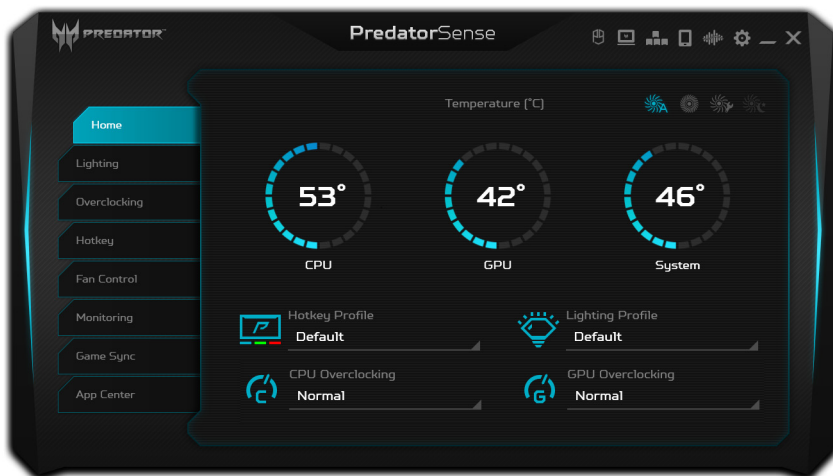 PREDATOR
PredatorSense
Home
Lighting
Overclocking
Hotkey
Fan Control
Monitoring
Game Sync
App Center
Temperature (°C)
53° 42° 46°
CPU GPU System
Hotkey Profile Lighting Profile
Default Default
CPU Overclocking GPU Overclocking
C Normal G Normal